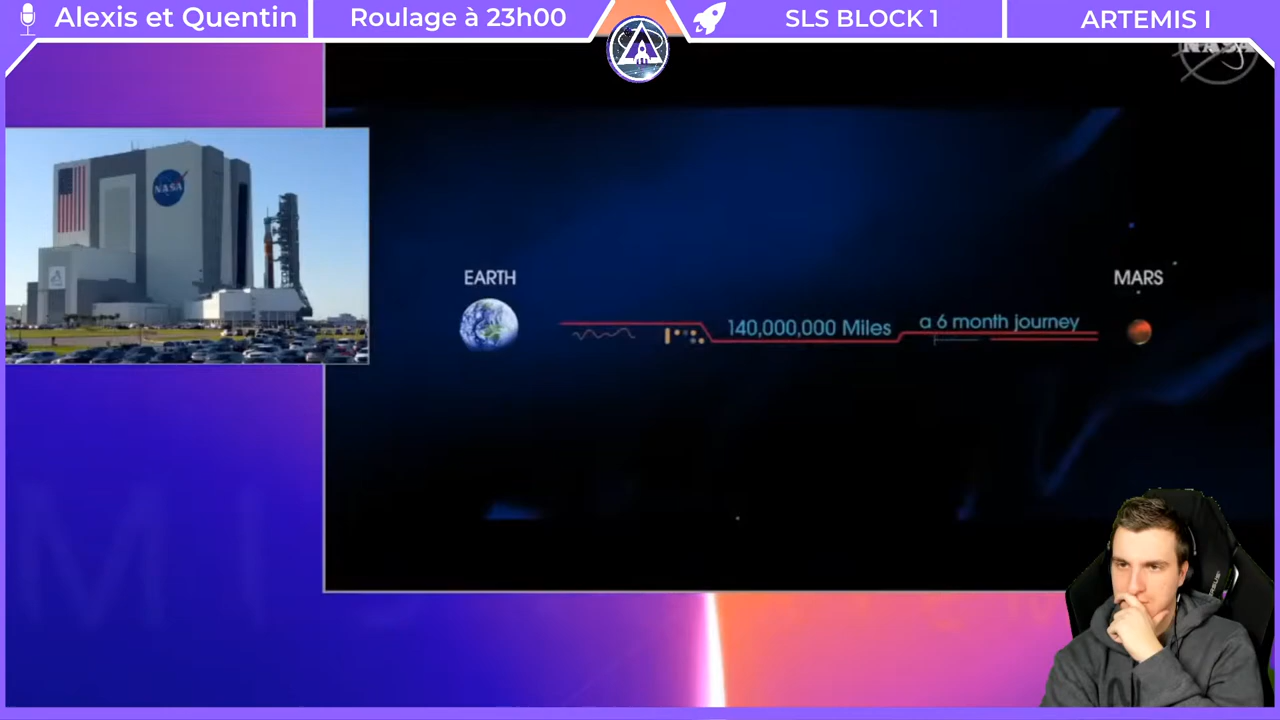 Alexis et Quentin
Roulage à 23h00
SLS BLOCK 1
ARTEMIS I
NASA
NASA
EARTH
MARS
140,000,000 Miles
a 6 month journey
M I